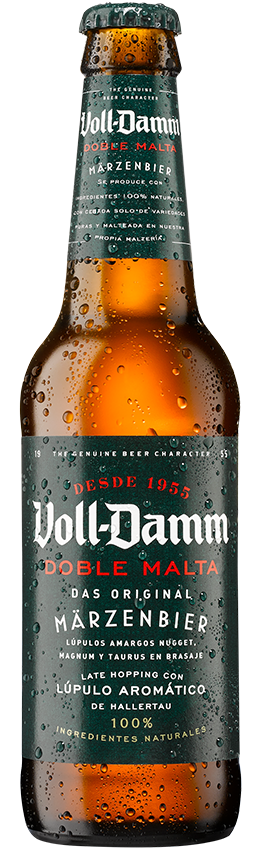 THE GENUINE
BEER CHARACTER
Voll-Damm
DOBLE MALTA
MÄRZENBIER
SE PRODUCE CON
INGREDIENTES 100% NATURALES,
CON CEBADA SOLO DE VARIEDADES
PURAS Y MALTEADA EN NUESTRA
PROPIA MALTERÍA.
19 THE GENUINE BEER CHARACTER 55
DESDE 1955
Voll-Damm
DOBLE MALTA
DAS ORIGINAL
MÄRZENBIER
LÚPULOS AMARGOS NUGGET,
MAGNUM Y TAURUS EN BRASAJE
LATE HOPPING CON
LÚPULO AROMÁTICO
DE HALLERTAU
100%
INGREDIENTES NATURALES